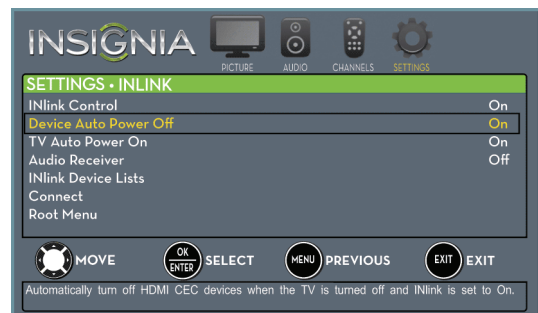 INSIGNIA
PICTURE AUDIO CHANNELS SETTINGS
SETTINGS • INLINK
INlink Control On
Device Auto Power Off On
TV Auto Power On On
Audio Receiver Off
INlink Device Lists
Connect
Root Menu
MOVE OK ENTER SELECT MENU PREVIOUS EXIT EXIT
Automatically turn off HDMI CEC devices when the TV is turned off and INlink is set to On.